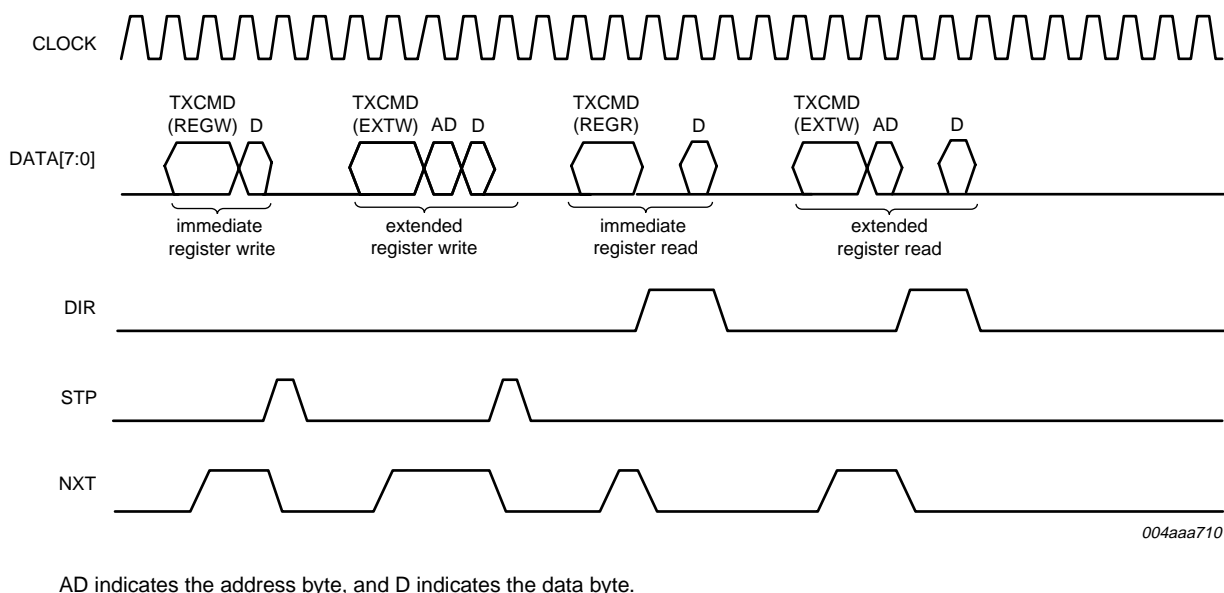 CLOCK
TXCMD
(REGW) D
TXCMD
(EXTW) AD D
TXCMD
(REGR) D
TXCMD
(EXTW) AD D
DATA[7:0]
immediate
register write
extended
register write
immediate
register read
extended
register read
DIR
STP
NXT
004aaa710
AD indicates the address byte, and D indicates the data byte.